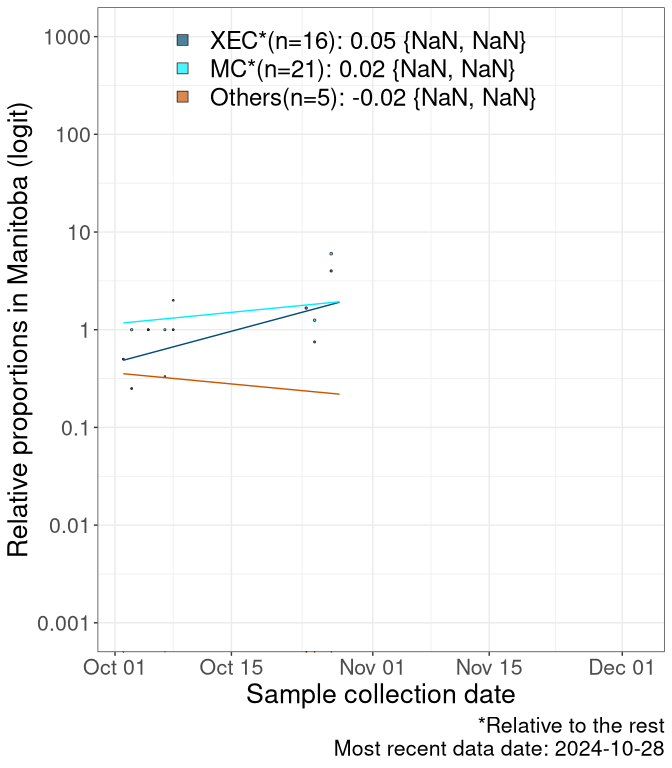 XEC*(n=16): 0.05 {NaN, NaN}
MC*(n=21): 0.02 {NaN, NaN}
Others(n=5): -0.02 {NaN, NaN}
Relative proportions in Manitoba (logit)
1000
100
10
1
0.1
0.01
0.001
Oct 01 Oct 15 Nov 01 Nov 15 Dec 01
Sample collection date
*Relative to the rest
Most recent data date: 2024-10-28